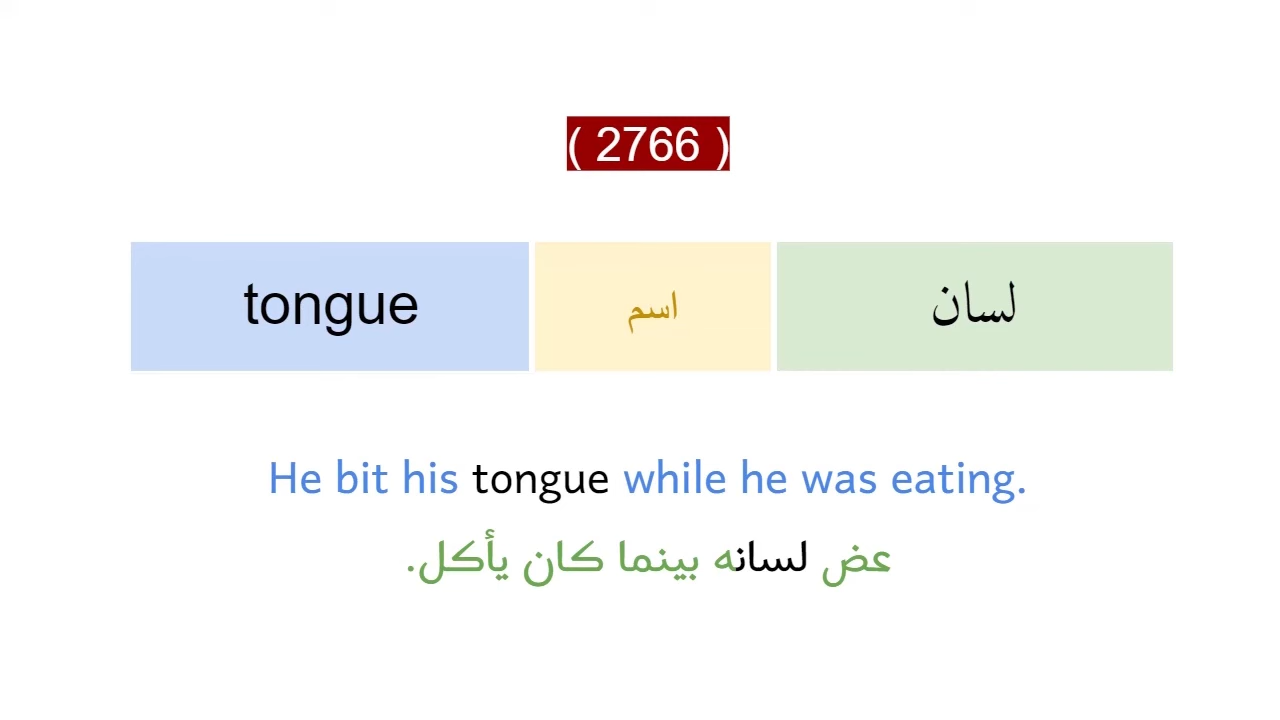 ( 2766 )
tongue
اسم
لسان
He bit his tongue while he was eating.
عض لسانه بينما كان يأكل.